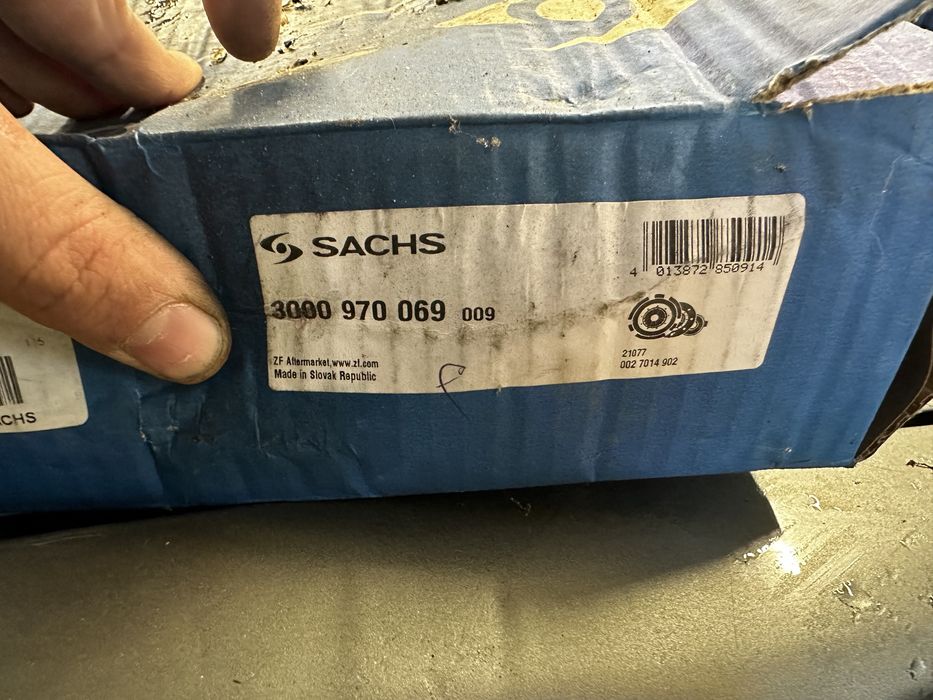 SACHS
4 013872 850914
3000 970 069 009
21077
002 7014 902
ZF Aftermarket,www.zf.com
Made in Slovak Republic
ACHS